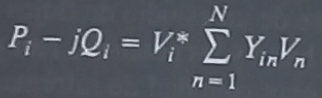 P_i - jQ_i = V_i^* \sum_{n=1}^{N} Y_{in} V_n